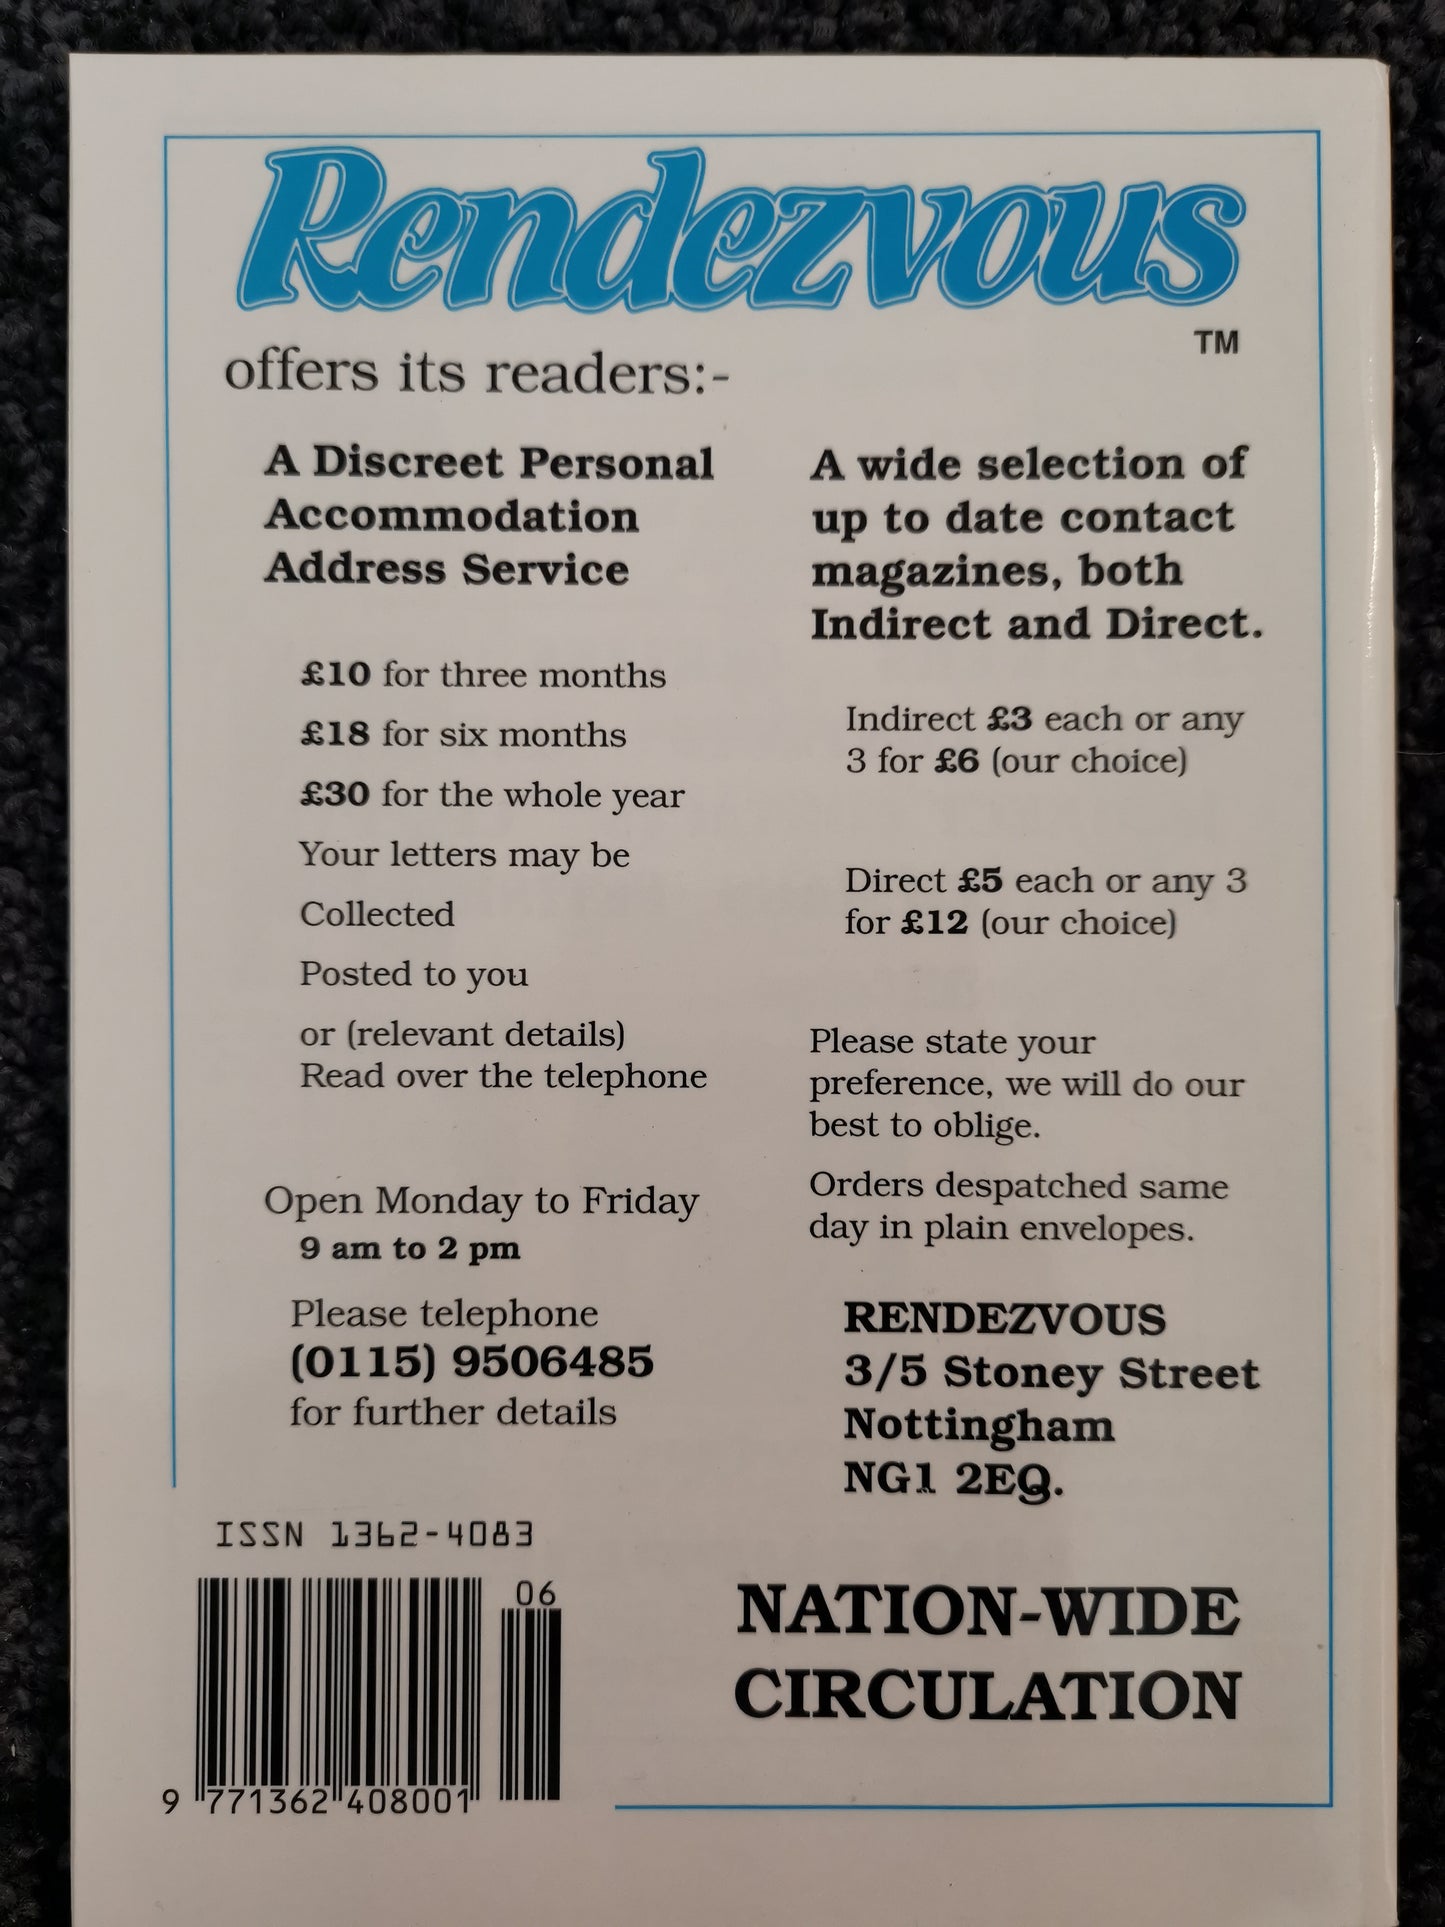 Rendezvous
TM
offers its readers:-
A Discreet Personal
Accommodation
Address Service
£10 for three months
£18 for six months
£30 for the whole year
Your letters may be
Collected
Posted to you
or (relevant details)
Read over the telephone
Open Monday to Friday
9 am to 2 pm
Please telephone
(0115) 9506485
for further details
A wide selection of
up to date contact
magazines, both
Indirect and Direct.
Indirect £3 each or any
3 for £6 (our choice)
Direct £5 each or any 3
for £12 (our choice)
Please state your
preference, we will do our
best to oblige.
Orders despatched same
day in plain envelopes.
RENDEZVOUS
3/5 Stoney Street
Nottingham
NG1 2EQ.
ISSN 1362-4083
06
9 771362 408001
NATION-WIDE
CIRCULATION